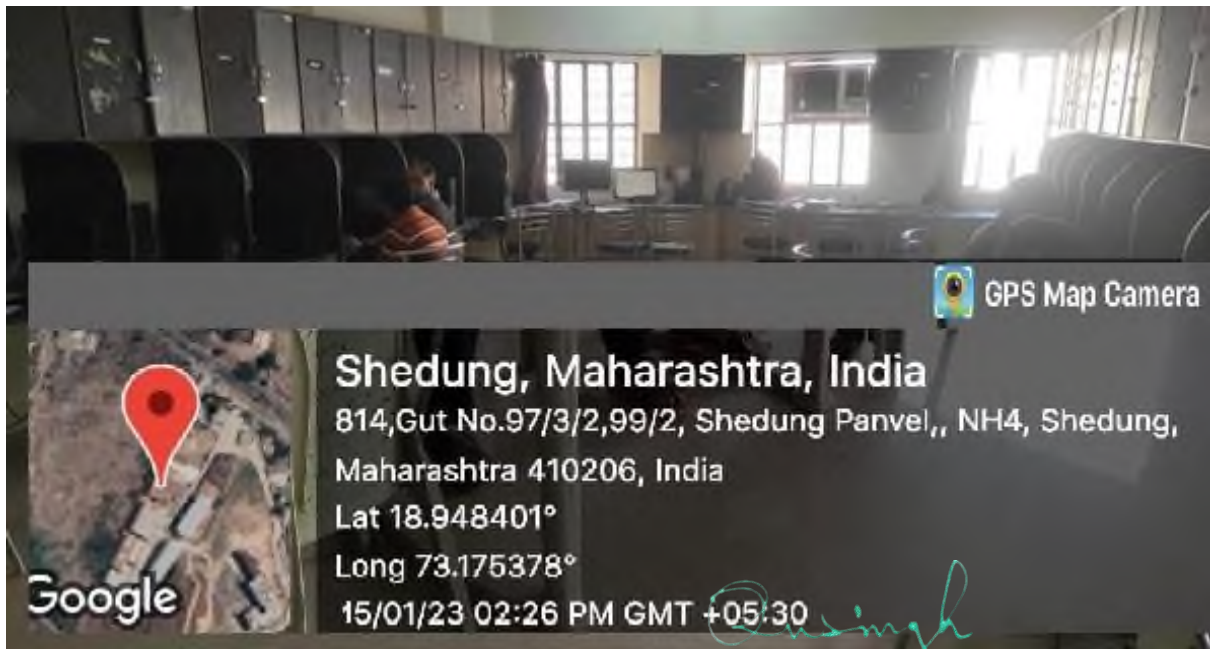 GPS Map Camera
Shedung, Maharashtra, India
814,Gut No.97/3/2,99/2, Shedung Panvel,, NH4, Shedung,
Maharashtra 410206, India
Lat 18.948401°
Long 73.175378°
15/01/23 02:26 PM GMT +05:30
Google